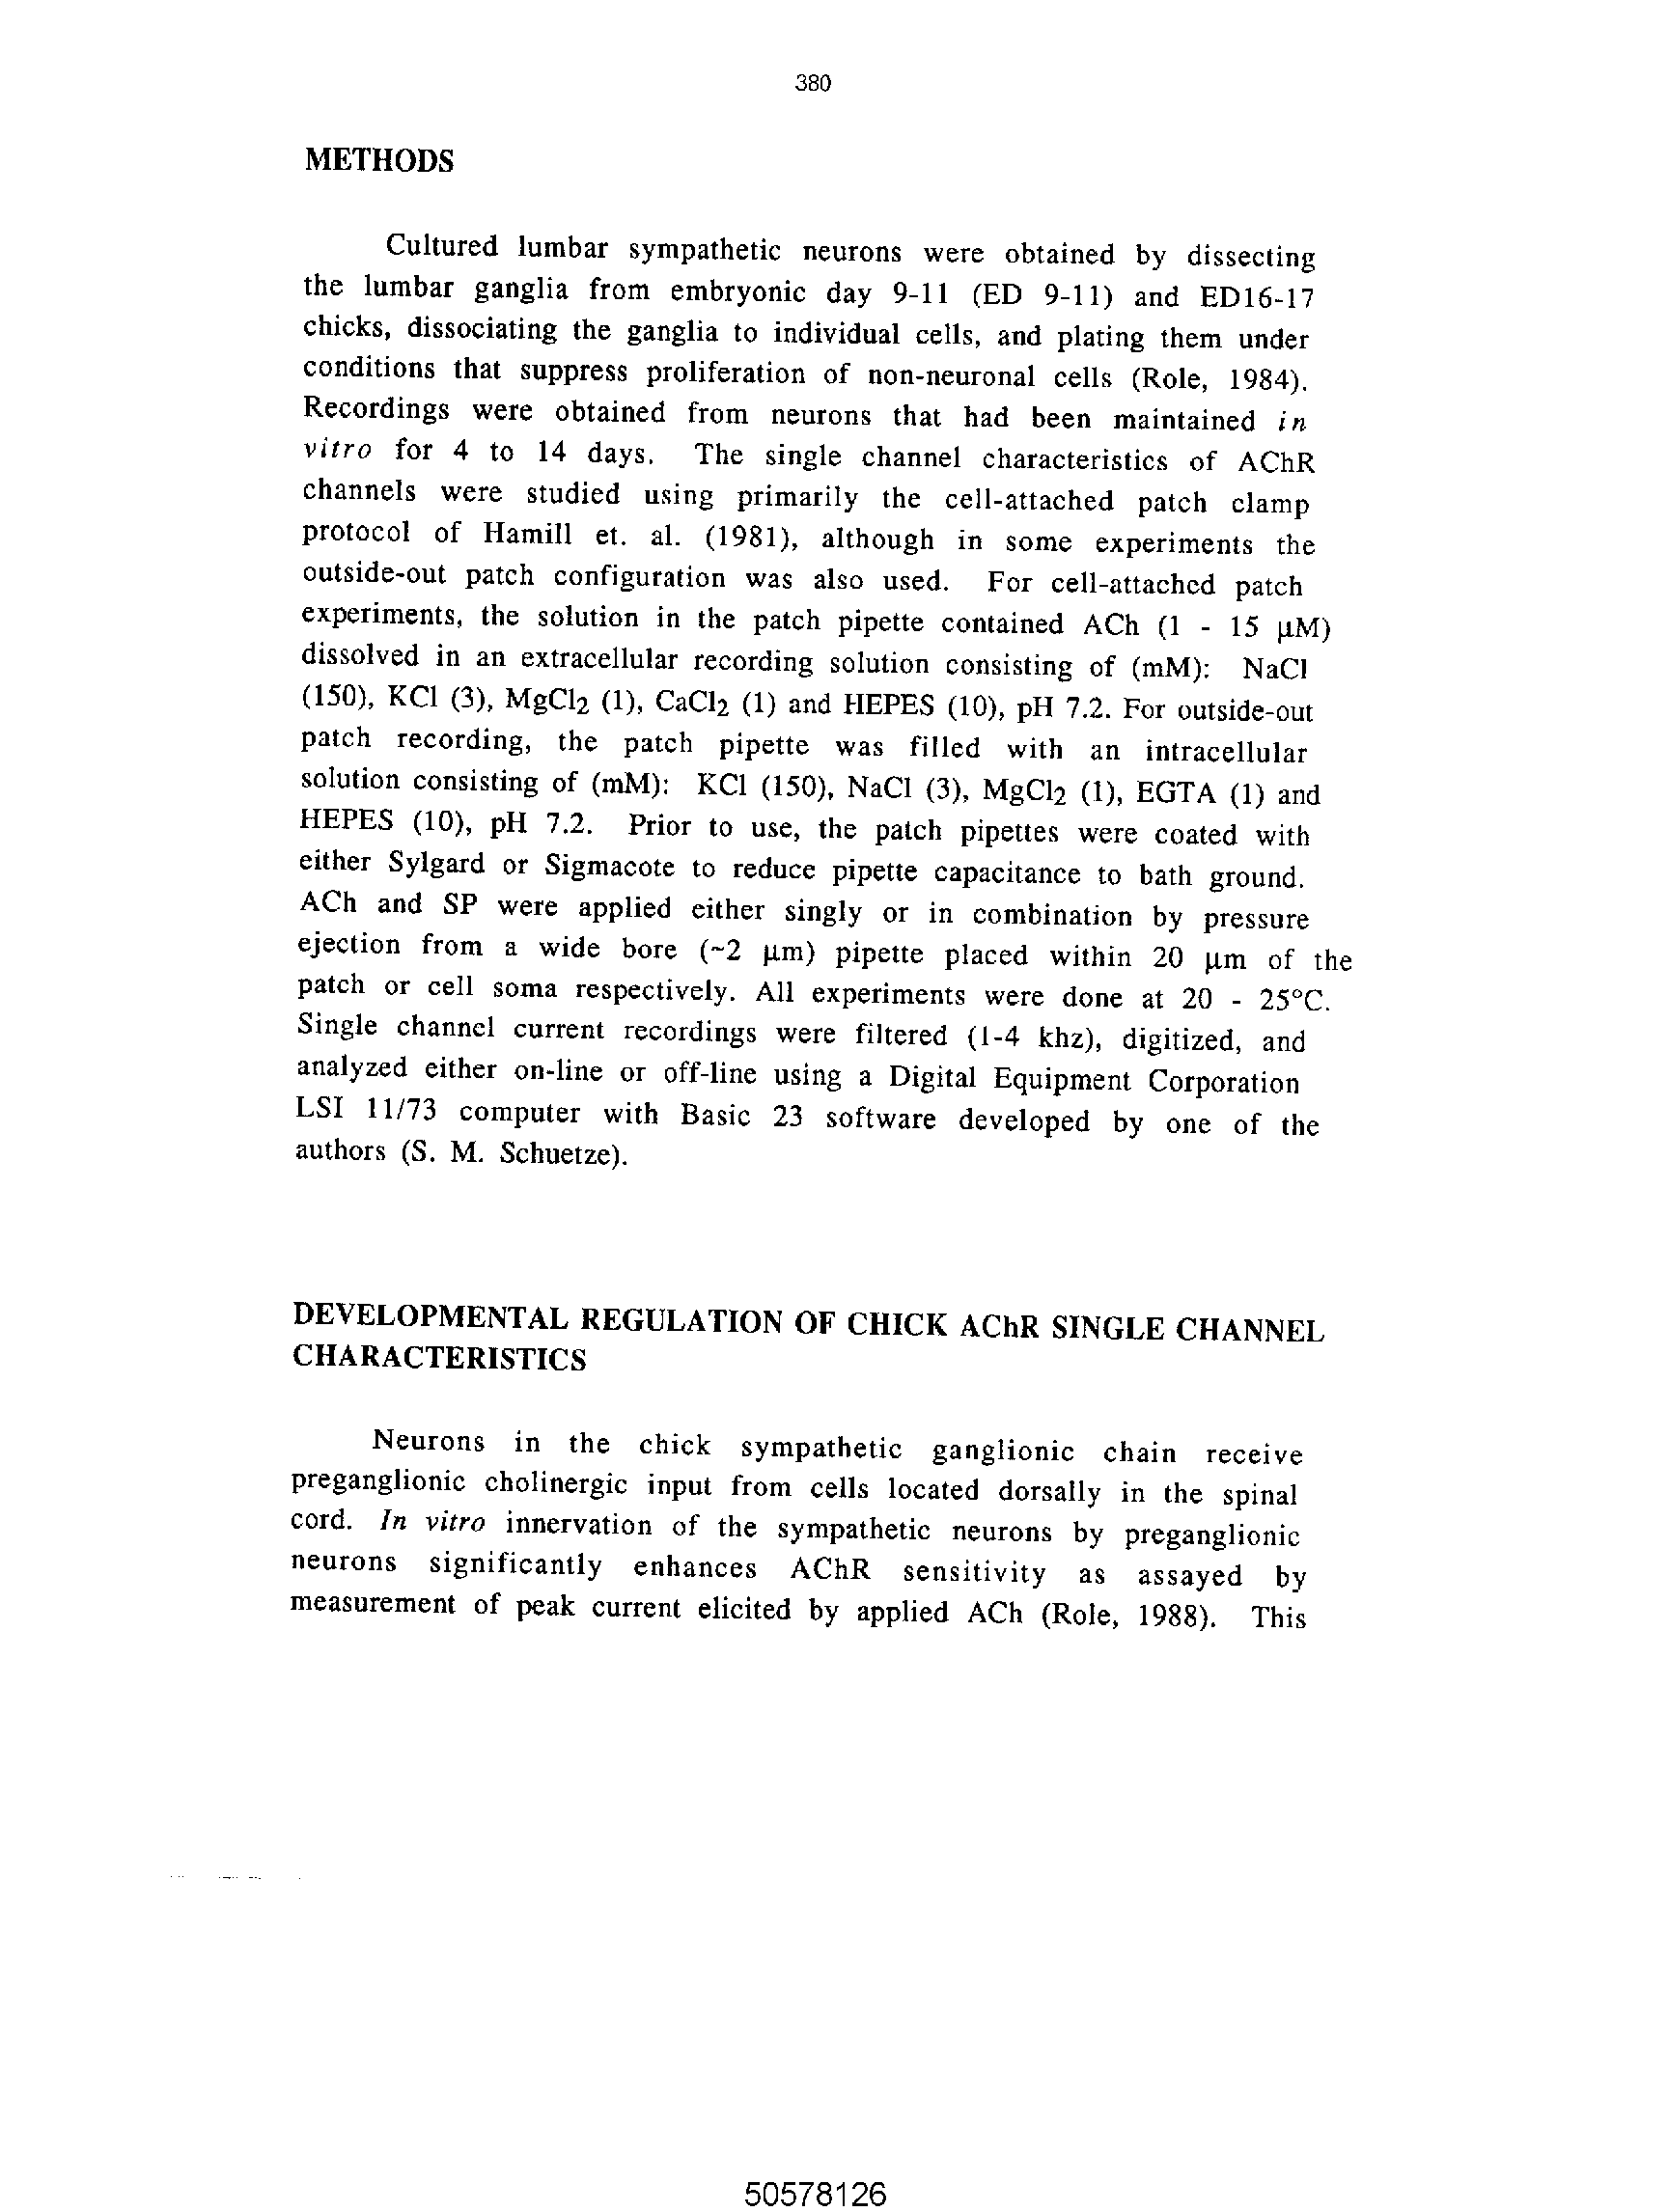 380
METHODS
Cultured lumbar sympathetic neurons were obtained by dissecting
the lumbar ganglia from embryonic day 9-11 (ED 9-11) and ED16-17
chicks, dissociating the ganglia to individual cells, and plating them under
conditions that suppress proliferation of non-neuronal cells (Role, 1984).
Recordings were obtained from neurons that had been maintained in
vitro for 4 to 14 days. The single channel characteristics of AChR
channels were studied using primarily the cell-attached patch clamp
protocol of Hamill et. al. (1981), although in some experiments the
outside-out patch configuration was also used. For cell-attached patch
experiments, the solution in the patch pipette contained ACh (1 - 15 µM)
dissolved in an extracellular recording solution consisting of (mM): NaCl
(150), KCl (3), MgCl2 (1), CaCl2 (1) and HEPES (10), pH 7.2. For outside-out
patch recording, the patch pipette was filled with an intracellular
solution consisting of (mM): KCl (150), NaCl (3), MgCl2 (1), EGTA (1) and
HEPES (10), pH 7.2. Prior to use, the patch pipettes were coated with
either Sylgard or Sigmacote to reduce pipette capacitance to bath ground.
ACh and SP were applied either singly or in combination by pressure
ejection from a wide bore (~2 µm) pipette placed within 20 µm of the
patch or cell soma respectively. All experiments were done at 20 - 25°C.
Single channel current recordings were filtered (1-4 khz), digitized, and
analyzed either on-line or off-line using a Digital Equipment Corporation
LSI 11/73 computer with Basic 23 software developed by one of the
authors (S. M. Schuetze).
DEVELOPMENTAL REGULATION OF CHICK AChR SINGLE CHANNEL
CHARACTERISTICS
Neurons in the chick sympathetic ganglionic chain receive
preganglionic cholinergic input from cells located dorsally in the spinal
cord. In vitro innervation of the sympathetic neurons by preganglionic
neurons significantly enhances AChR sensitivity as assayed by
measurement of peak current elicited by applied ACh (Role, 1988). This
50578126